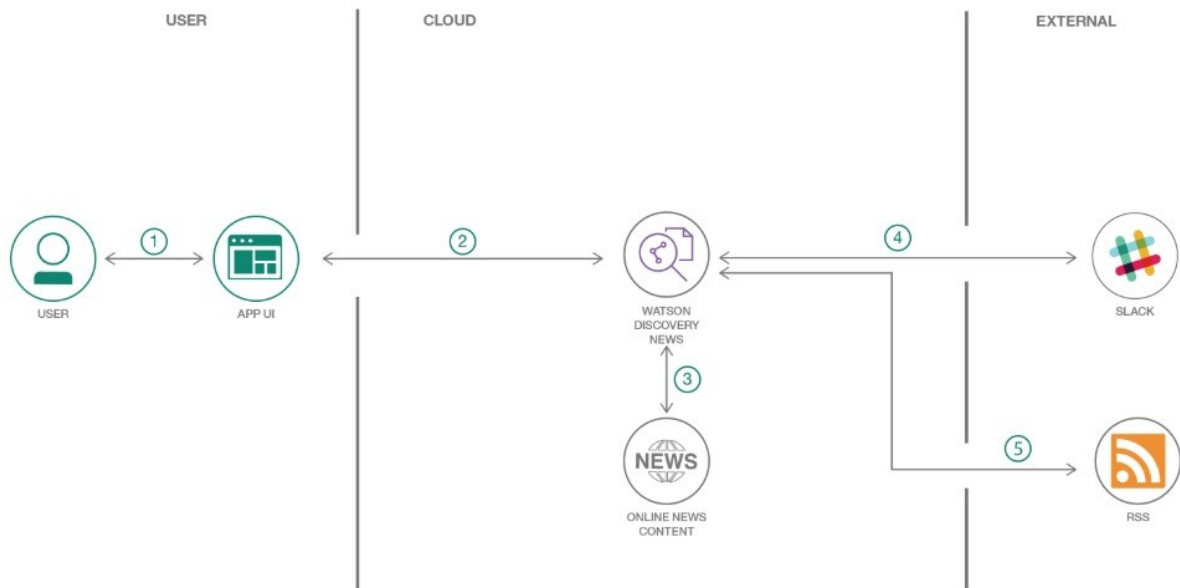 USER
CLOUD
EXTERNAL
1
2
4
USER
APP UI
WATSON
DISCOVERY
NEWS
SLACK
3
NEWS
5
ONLINE NEWS
CONTENT
RSS